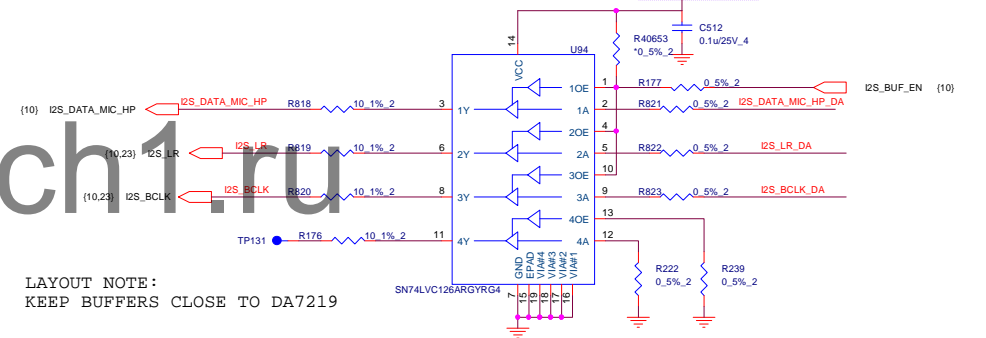 C512
0.1u/25V_4
R40653
*0_5%_2
14
U94
VCC
{10} I2S_DATA_MIC_HP
I2S_DATA_MIC_HP
R818
10_1%_2
3
1Y
1OE
1
R177
0_5%_2
I2S_BUF_EN
{10}
1A
2
R821
0_5%_2
I2S_DATA_MIC_HP_DA
2OE
4
{10,23} I2S_LR
I2S_LR
R819
10_1%_2
6
2Y
2A
5
R822
0_5%_2
I2S_LR_DA
ch1.ru
3OE
10
{10,23} I2S_BCLK
I2S_BCLK
R820
10_1%_2
8
3Y
3A
9
R823
0_5%_2
I2S_BCLK_DA
4OE
13
TP131
R176
10_1%_2
11
4Y
4A
12
R222
0_5%_2
R239
0_5%_2
GND
EPAD
VIA#4
VIA#3
VIA#2
VIA#1
SN74LVC126ARGYRG4
7
15
19
18
17
16
LAYOUT NOTE:
KEEP BUFFERS CLOSE TO DA7219